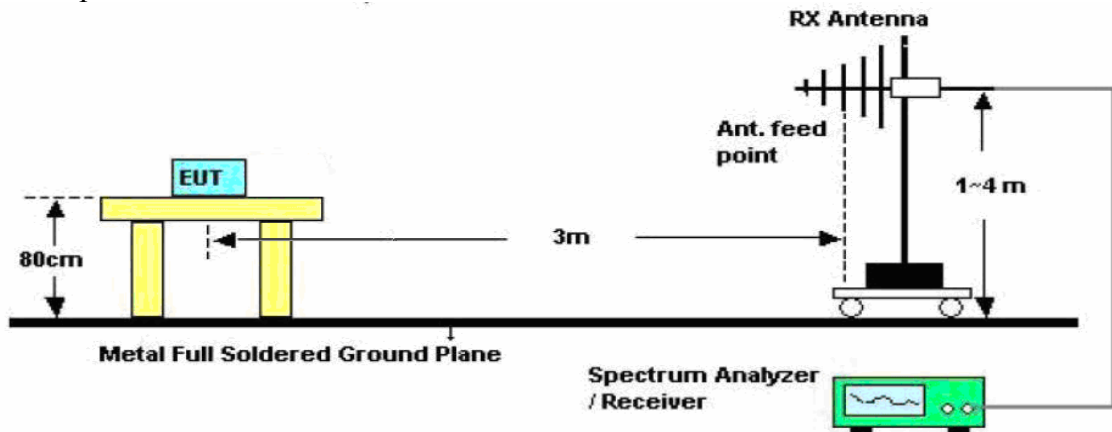 RX Antenna
Ant. feed
point
EUT
1~4 m
3m
80cm
Metal Full Soldered Ground Plane
Spectrum Analyzer
/ Receiver